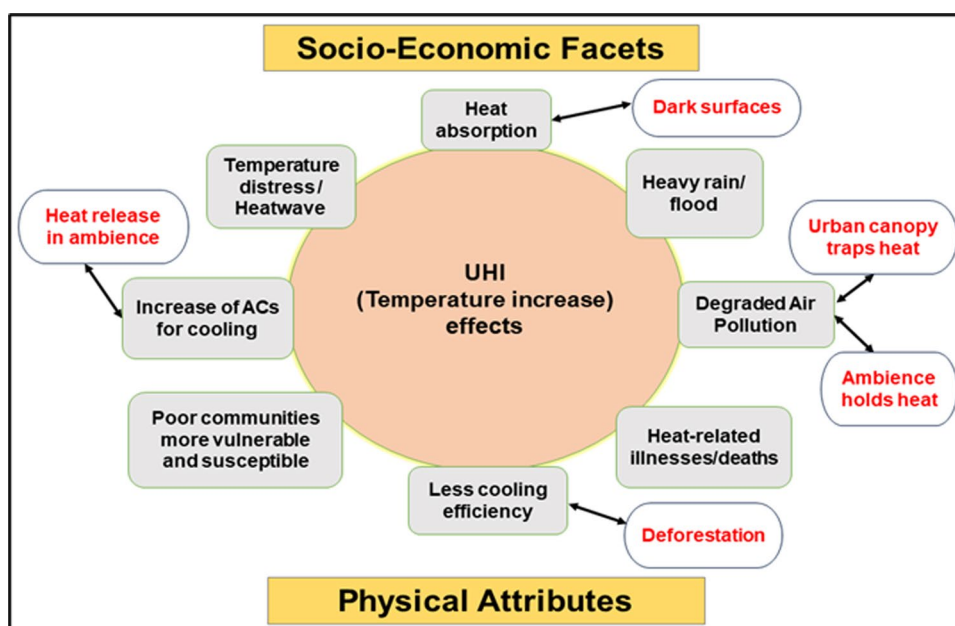 Socio-Economic Facets
Heat
absorption
Dark surfaces
Temperature
distress/
Heatwave
Heavy rain/
flood
Heat release
in ambience
Urban canopy
traps heat
UHI
(Temperature increase)
effects
Increase of ACs
for cooling
Degraded Air
Pollution
Ambience
holds heat
Poor communities
more vulnerable
and susceptible
Heat-related
illnesses/deaths
Less cooling
efficiency
Deforestation
Physical Attributes